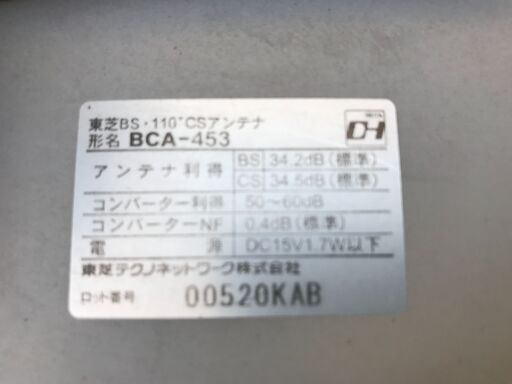 東芝BS・110°CSアンテナ
形名 BCA-453
DH
アンテナ利得 BS 34.2dB(標準)
CS 34.5dB(標準)
コンバーター利得 50～60dB
コンバーターNF 0.4dB(標準)
電源 DC15V1.7W以下
東芝テクノネットワーク株式会社
ロット番号 00520KAB